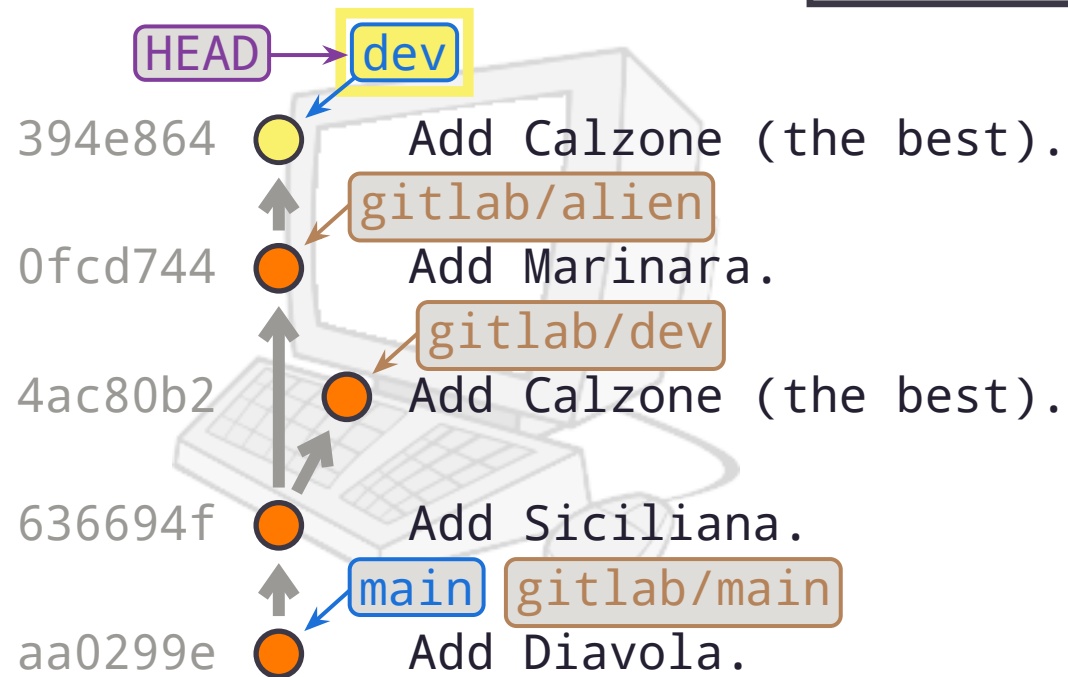 HEAD dev
394e864 Add Calzone (the best).
gitlab/alien
0fcd744 Add Marinara.
gitlab/dev
4ac80b2 Add Calzone (the best).
636694f Add Siciliana.
main gitlab/main
aa0299e Add Diavola.